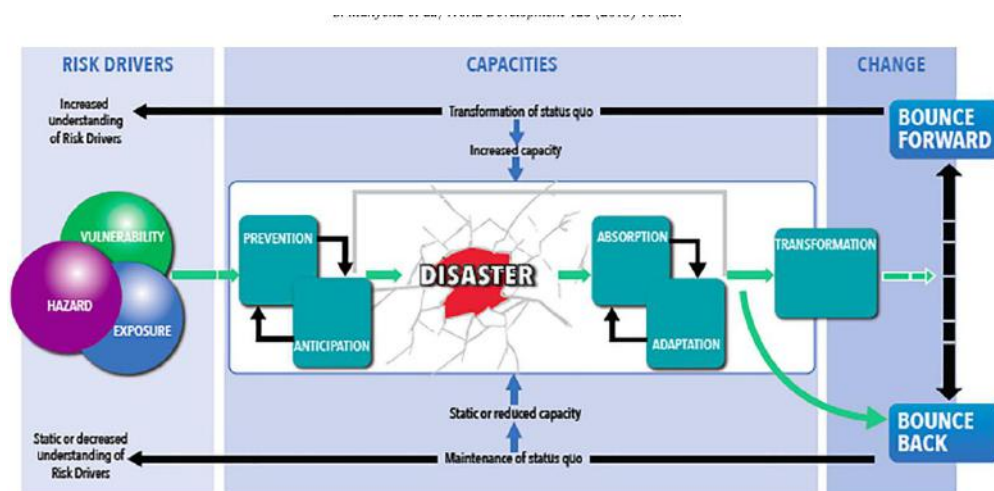 RISK DRIVERS
CAPACITIES
CHANGE
Increased
understanding
of Risk Drivers
Transformation of status quo
Increased capacity
BOUNCE
FORWARD
VULNERABILITY
HAZARD
EXPOSURE
PREVENTION
ANTICIPATION
DISASTER
ABSORPTION
ADAPTATION
TRANSFORMATION
Static or reduced capacity
Static or decreased
understanding of
Risk Drivers
Maintenance of status quo
BOUNCE
BACK